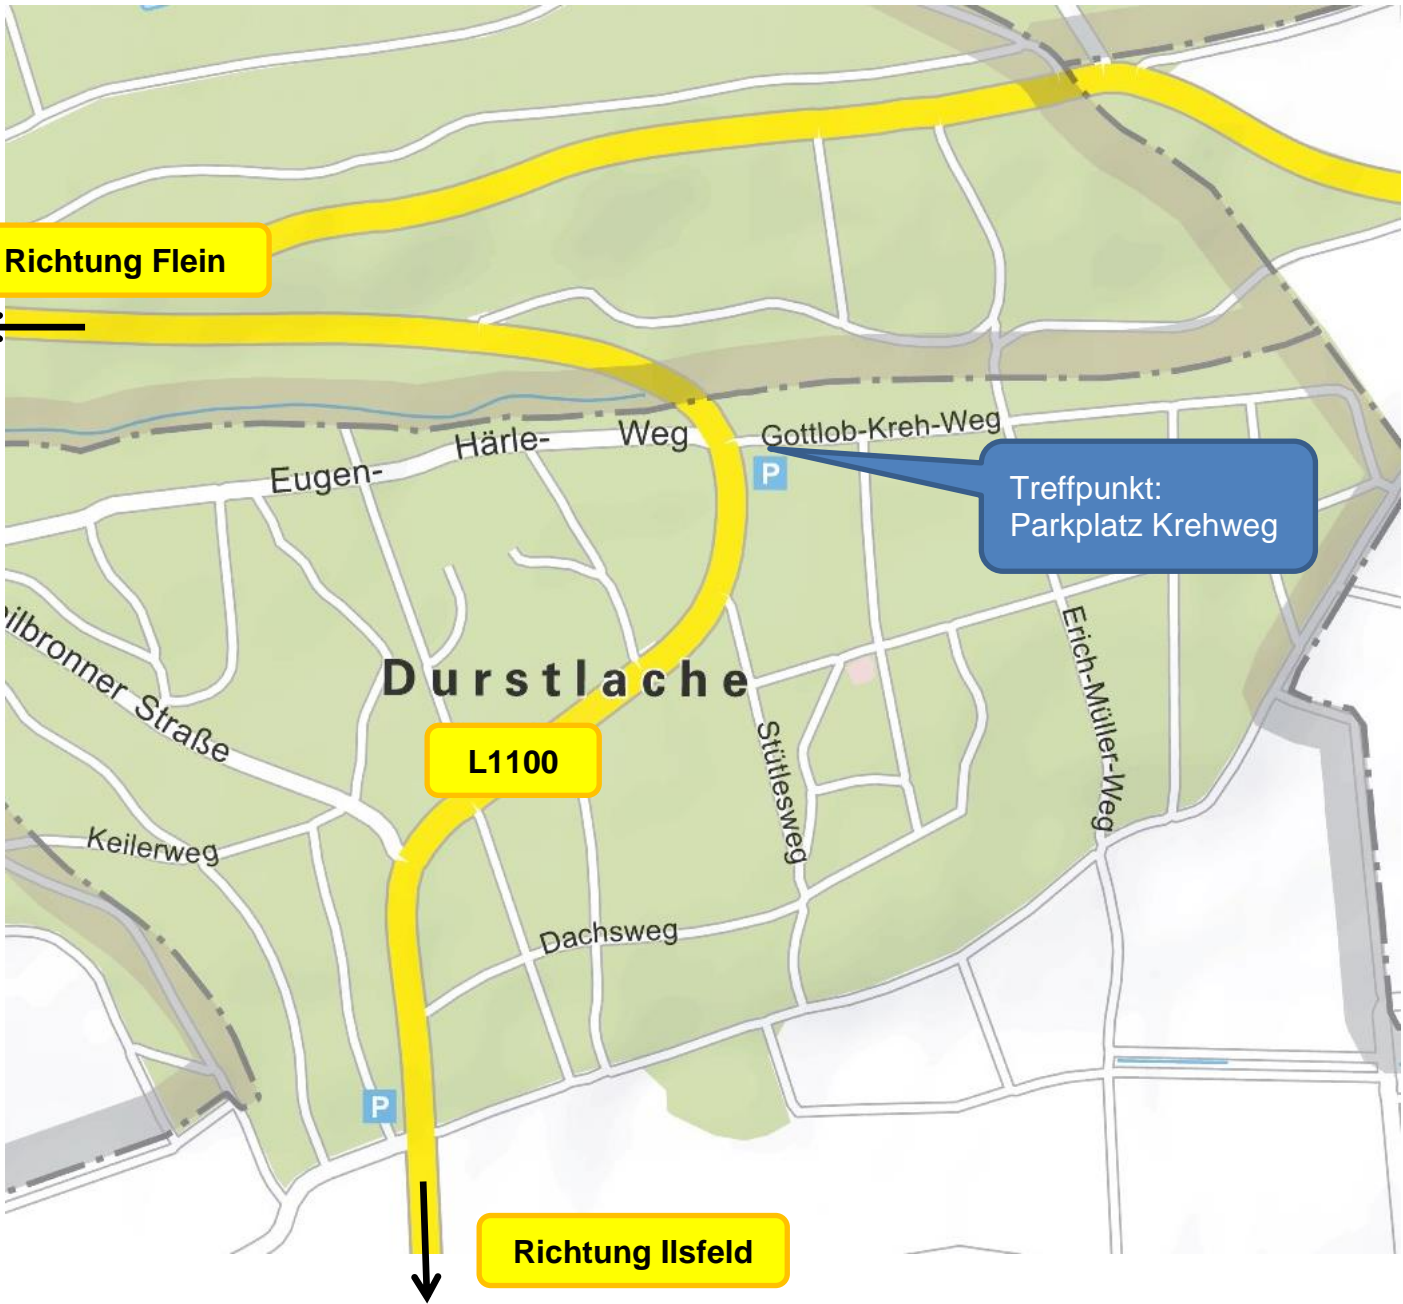 Richtung Flein
Eugen- Härle- Weg
Gottlob-Kreh-Weg
P
Treffpunkt:
Parkplatz Krehweg
ilbronner Straße
Durstlache
Erich-Müller-Weg
L1100
Stütlesweg
Keilerweg
Dachsweg
P
Richtung Ilsfeld